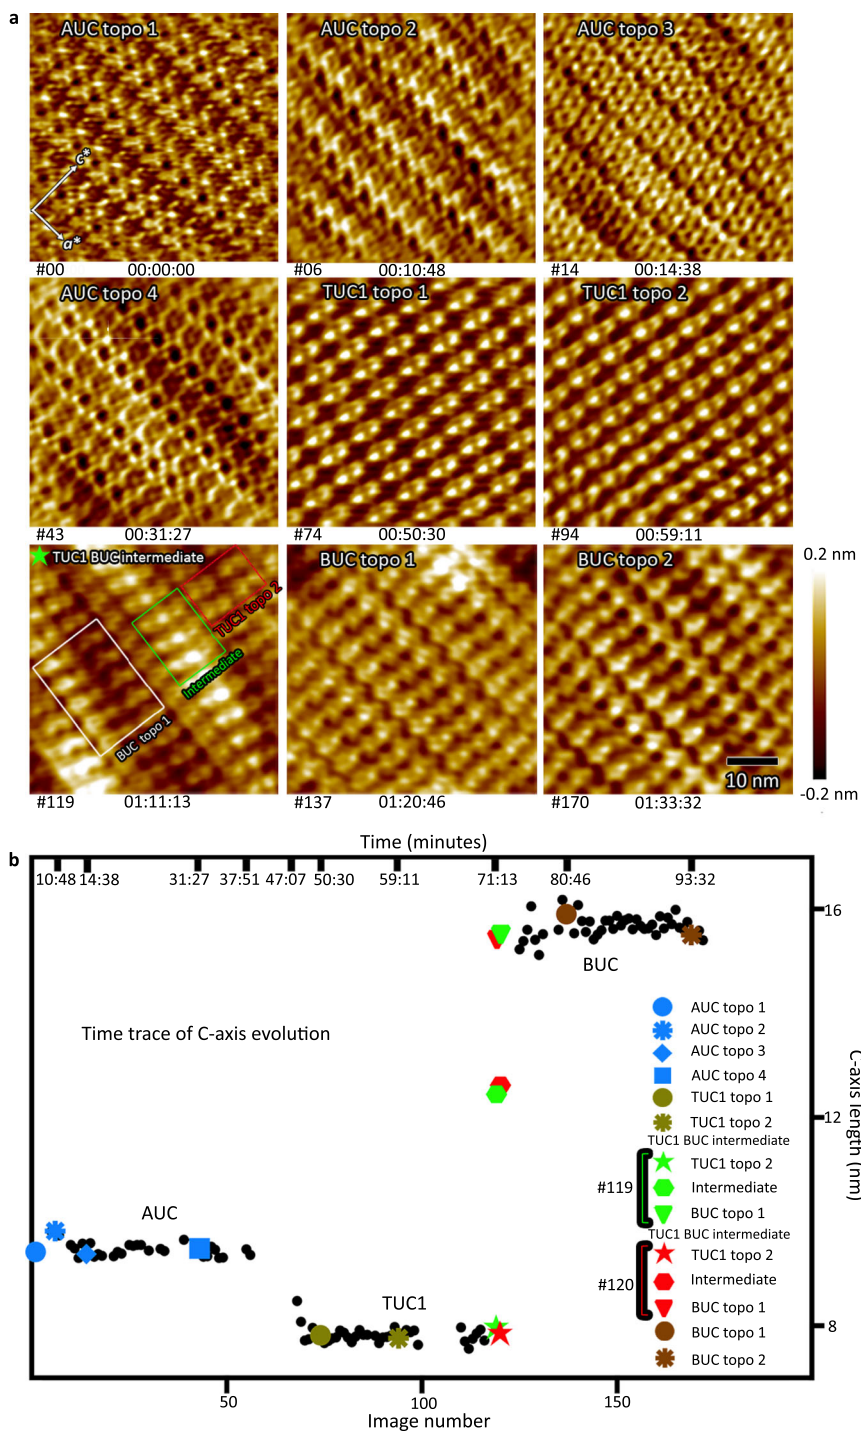 a
AUC topo 1
AUC topo 2
AUC topo 3
c*
a*
#00 00:00:00
#06 00:10:48
#14 00:14:38
AUC topo 4
TUC1 topo 1
TUC1 topo 2
#43 00:31:27
#74 00:50:30
#94 00:59:11
TUC1 BUC intermediate
BUC topo 1
BUC topo 2
TUC1 topo 2
Intermediate
BUC topo 1
10 nm
0.2 nm
-0.2 nm
#119 01:11:13
#137 01:20:46
#170 01:33:32
b
Time (minutes)
10:48 14:38 31:27 37:51 47:07 50:30 59:11 71:13 80:46 93:32
16
BUC
Time trace of C-axis evolution
AUC topo 1
AUC topo 2
AUC topo 3
AUC topo 4
TUC1 topo 1
TUC1 topo 2
TUC1 BUC intermediate
TUC1 topo 2
#119
Intermediate
BUC topo 1
TUC1 BUC intermediate
TUC1 topo 2
#120
Intermediate
BUC topo 1
BUC topo 1
BUC topo 2
12
C-axis length (nm)
AUC
TUC1
8
50 100 150
Image number